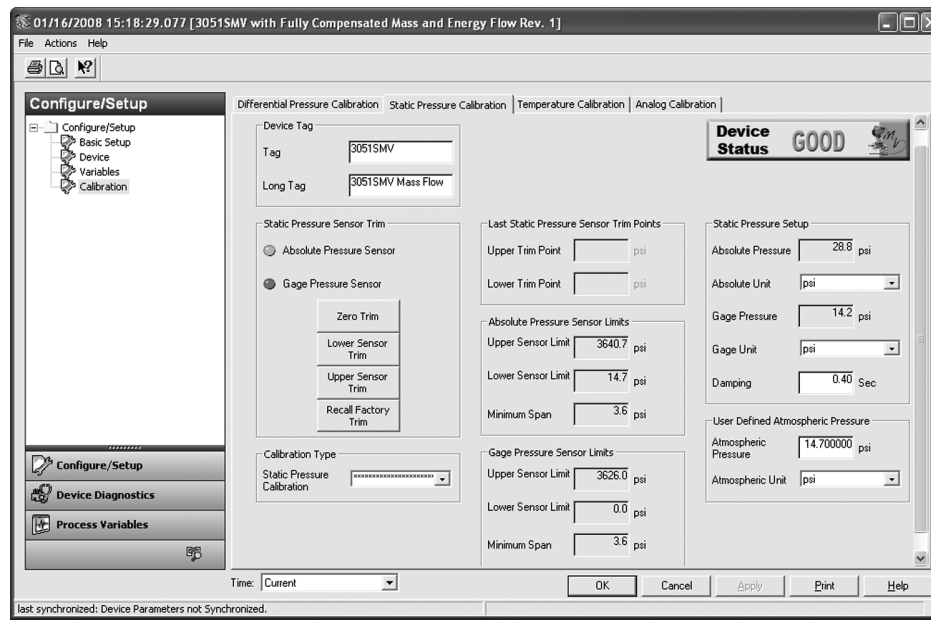 01/16/2008 15:18:29.077 [3051SMV with Fully Compensated Mass and Energy Flow Rev. 1]
File Actions Help
Configure/Setup
Configure/Setup
Basic Setup
Device
Variables
Calibration
Configure/Setup
Device Diagnostics
Process Variables
Differential Pressure Calibration Static Pressure Calibration Temperature Calibration Analog Calibration
Device Tag
Tag 3051SMV
Long Tag 3051SMV Mass Flow
Device Status GOOD
Static Pressure Sensor Trim
Absolute Pressure Sensor
Gage Pressure Sensor
Zero Trim
Lower Sensor
Trim
Upper Sensor
Trim
Recall Factory
Trim
Calibration Type
Static Pressure
Calibration
Last Static Pressure Sensor Trim Points
Upper Trim Point psi
Lower Trim Point psi
Absolute Pressure Sensor Limits
Upper Sensor Limit 3640.7 psi
Lower Sensor Limit 14.7 psi
Minimum Span 3.6 psi
Gage Pressure Sensor Limits
Upper Sensor Limit 3626.0 psi
Lower Sensor Limit 0.0 psi
Minimum Span 3.6 psi
Static Pressure Setup
Absolute Pressure 28.8 psi
Absolute Unit psi
Gage Pressure 14.2 psi
Gage Unit psi
Damping 0.40 Sec
User Defined Atmospheric Pressure
Atmospheric
Pressure 14.700000 psi
Atmospheric Unit psi
Time: Current
OK Cancel Apply Print Help
last synchronized: Device Parameters not Synchronized.